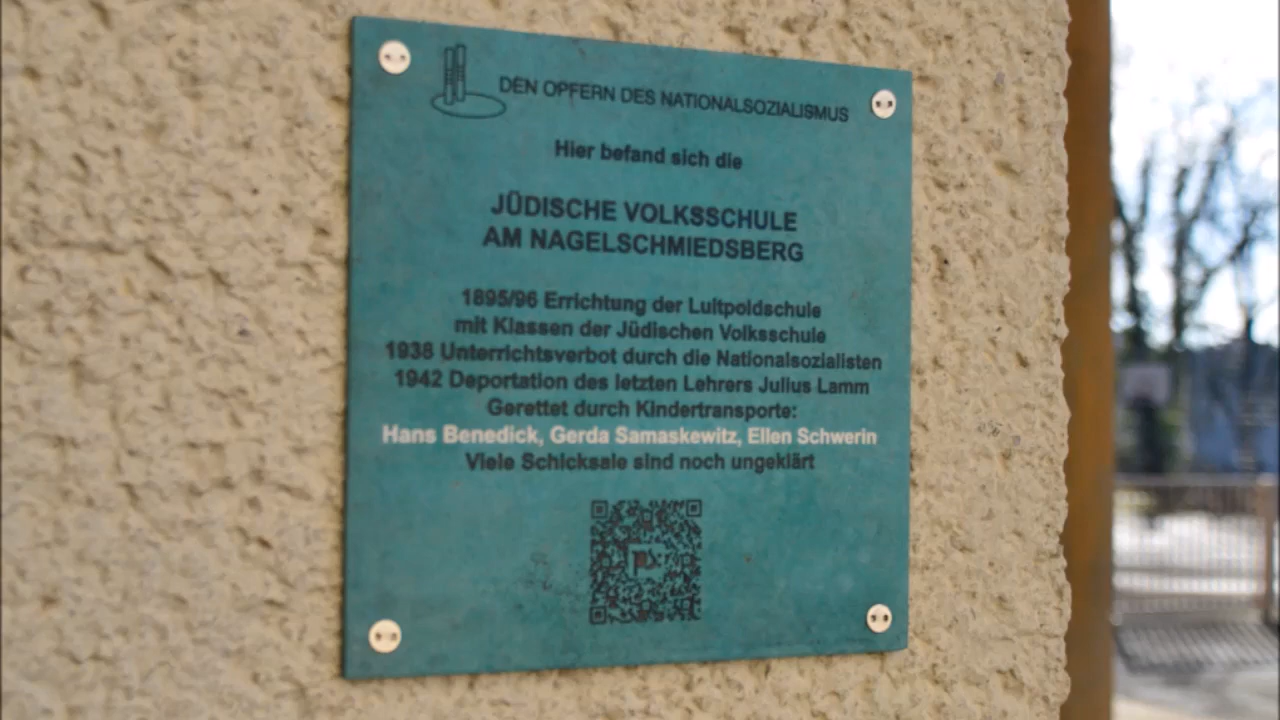 DEN OPFERN DES NATIONALSOZIALISMUS
Hier befand sich die
JÜDISCHE VOLKSSCHULE
AM NAGELSCHMIEDSBERG
1895/96 Errichtung der Luitpoldschule
mit Klassen der Jüdischen Volksschule
1938 Unterrichtsverbot durch die Nationalsozialisten
1942 Deportation des letzten Lehrers Julius Lamm
Gerettet durch Kindertransporte:
Hans Benedick, Gerda Samaskewitz, Ellen Schwerin
Viele Schicksale sind noch ungeklärt